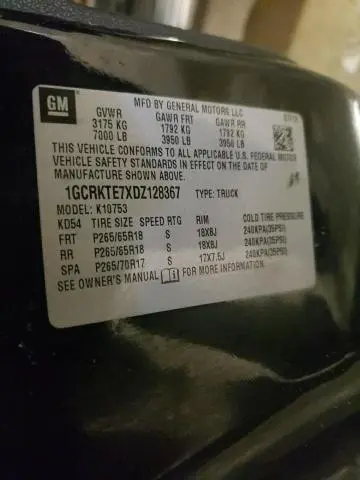 GM
MFD BY GENERAL MOTORS LLC
GVWR GAWR FRT GAWR RR
3175 KG 1792 KG 1792 KG
7000 LB 3950 LB 3950 LB
THIS VEHICLE CONFORMS TO ALL APPLICABLE U.S. FEDERAL MOTOR
VEHICLE SAFETY STANDARDS IN EFFECT ON THE DATE OF
MANUFACTURE SHOWN ABOVE.
1GCRKTE7XDZ128367 TYPE: TRUCK
MODEL: K10753
KD54 TIRE SIZE SPEED RTG RIM COLD TIRE PRESSURE
FRT P265/65R18 S 18X8J 240KPA(35PSI)
RR P265/65R18 S 18X8J 240KPA(35PSI)
SPA P265/70R17 S 17X7.5J 240KPA(35PSI)
SEE OWNER'S MANUAL FOR MORE INFORMATION.